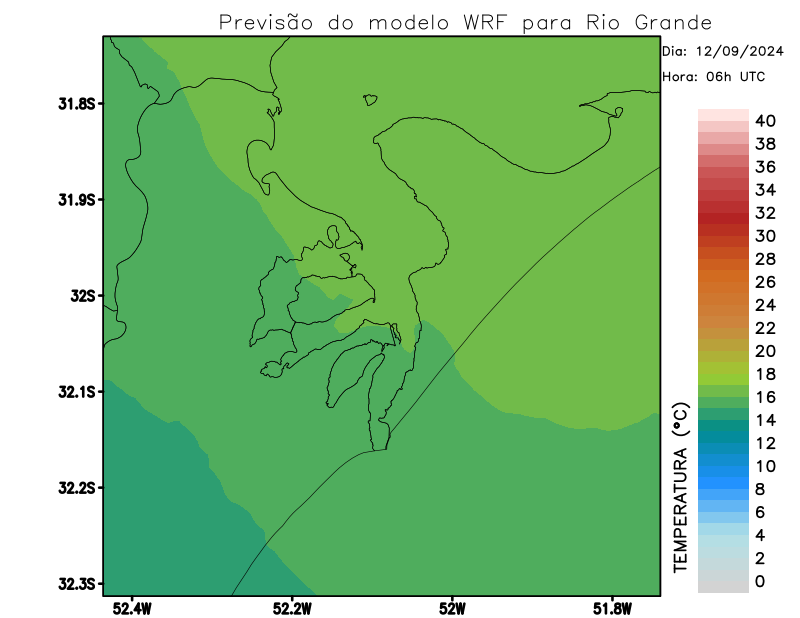 Previsão do modelo WRF para Rio Grande
Dia: 12/09/2024
Hora: 06h UTC
31.8S
31.9S
32S
32.1S
32.2S
32.3S
52.4W
52.2W
52W
51.8W
TEMPERATURA (°C)
40
38
36
34
32
30
28
26
24
22
20
18
16
14
12
10
8
6
4
2
0